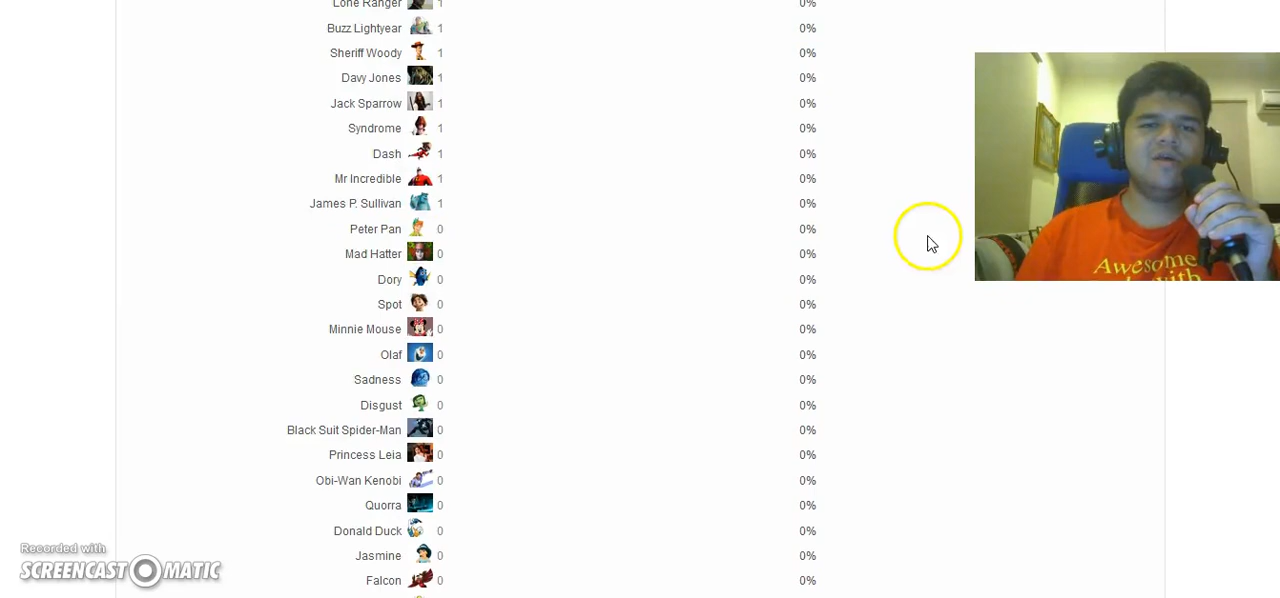 Lone Ranger 1 0%
Buzz Lightyear 1 0%
Sheriff Woody 1 0%
Davy Jones 1 0%
Jack Sparrow 1 0%
Syndrome 1 0%
Dash 1 0%
Mr Incredible 1 0%
James P. Sullivan 1 0%
Peter Pan 0 0%
Mad Hatter 0 0%
Dory 0 0%
Spot 0 0%
Minnie Mouse 0 0%
Olaf 0 0%
Sadness 0 0%
Disgust 0 0%
Black Suit Spider-Man 0 0%
Princess Leia 0 0%
Obi-Wan Kenobi 0 0%
Quorra 0 0%
Donald Duck 0 0%
Jasmine 0 0%
Falcon 0 0%
Awesome
with
Recorded with
SCREENCAST-O-MATIC